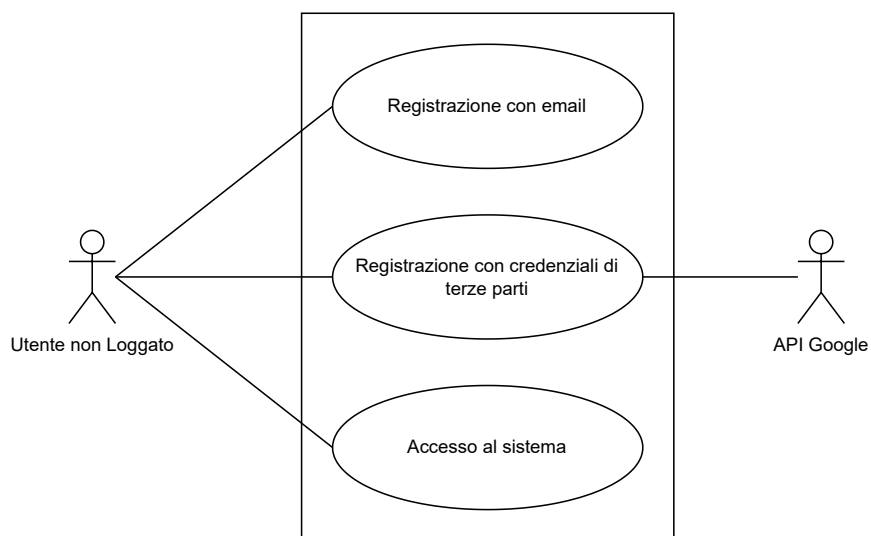 Registrazione con email
Registrazione con credenziali di
terze parti
Utente non Loggato
API Google
Accesso al sistema